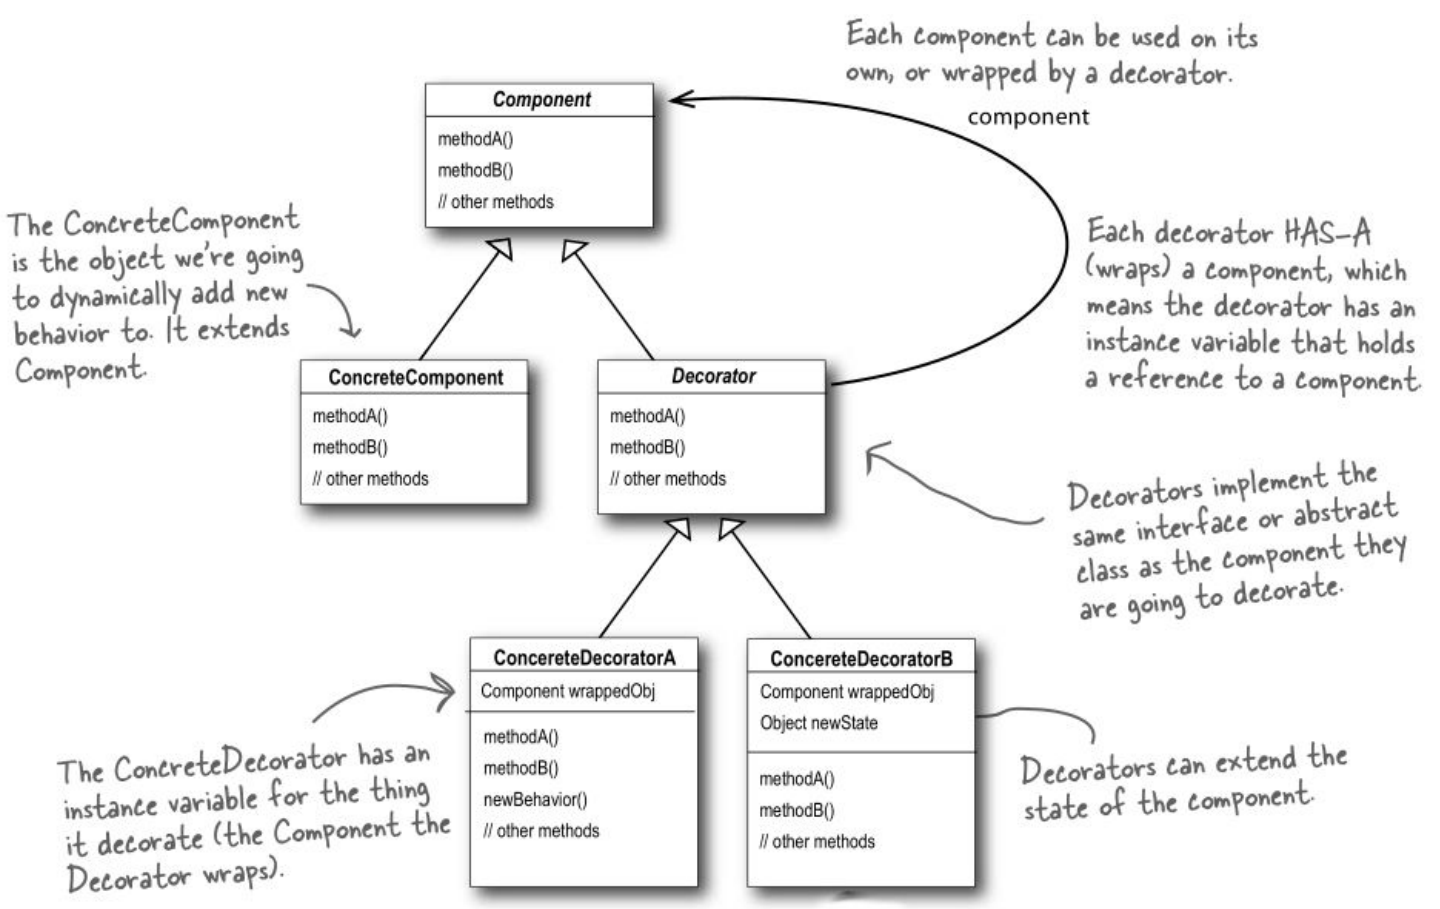 Each component can be used on its
own, or wrapped by a decorator.
component
Component
methodA()
methodB()
// other methods
The ConcreteComponent
is the object we're going
to dynamically add new
behavior to. It extends
Component.
Each decorator HAS-A
(wraps) a component, which
means the decorator has an
instance variable that holds
a reference to a component.
ConcreteComponent
methodA()
methodB()
// other methods
Decorator
methodA()
methodB()
// other methods
Decorators implement the
same interface or abstract
class as the component they
are going to decorate.
ConcereteDecoratorA
Component wrappedObj
methodA()
methodB()
newBehavior()
// other methods
ConcereteDecoratorB
Component wrappedObj
Object newState
methodA()
methodB()
// other methods
The ConcreteDecorator has an
instance variable for the thing
it decorate (the Component the
Decorator wraps).
Decorators can extend the
state of the component.